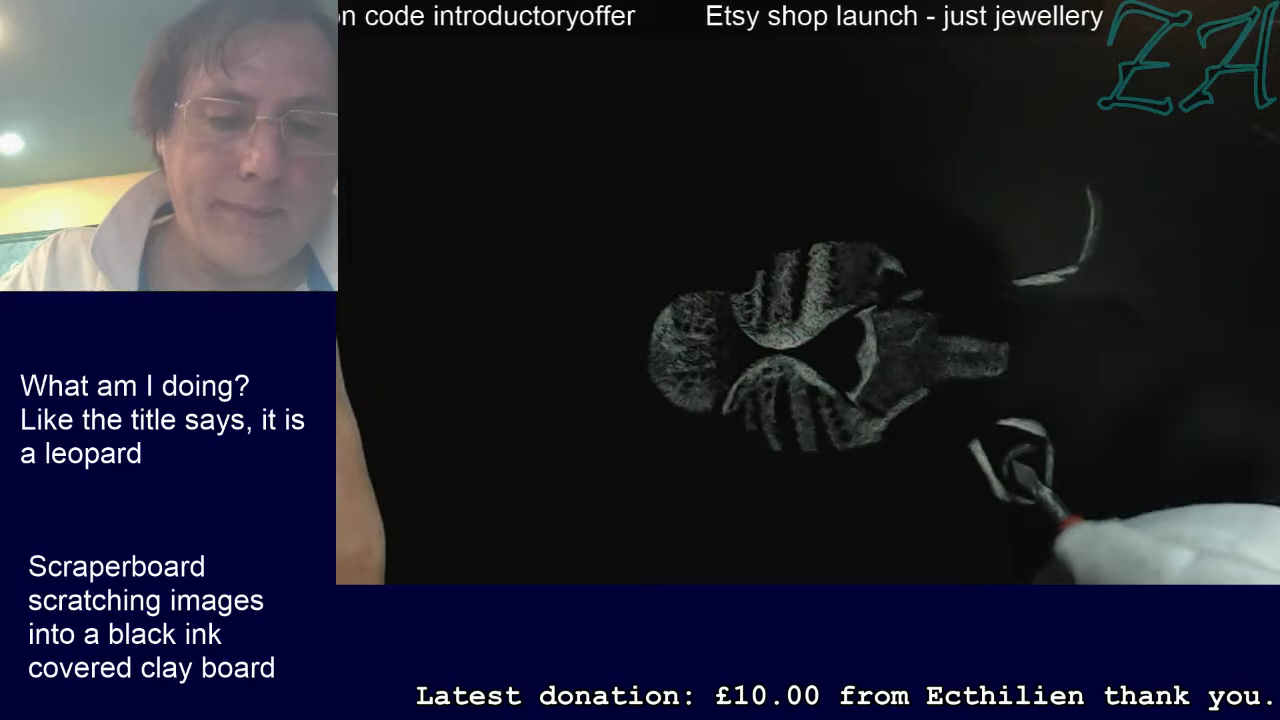 on code introductoryoffer Etsy shop launch - just jewellery
ZA
What am I doing?
Like the title says, it is
a leopard
Scraperboard
scratching images
into a black ink
covered clay board
Latest donation: £10.00 from Ecthilien thank you.